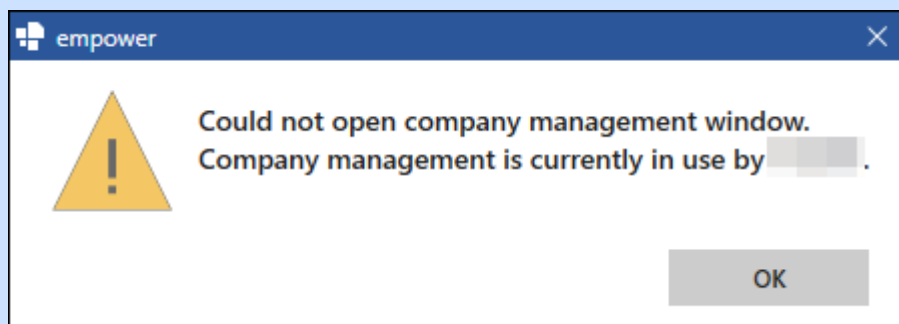 empower
Could not open company management window.
Company management is currently in use by .
OK